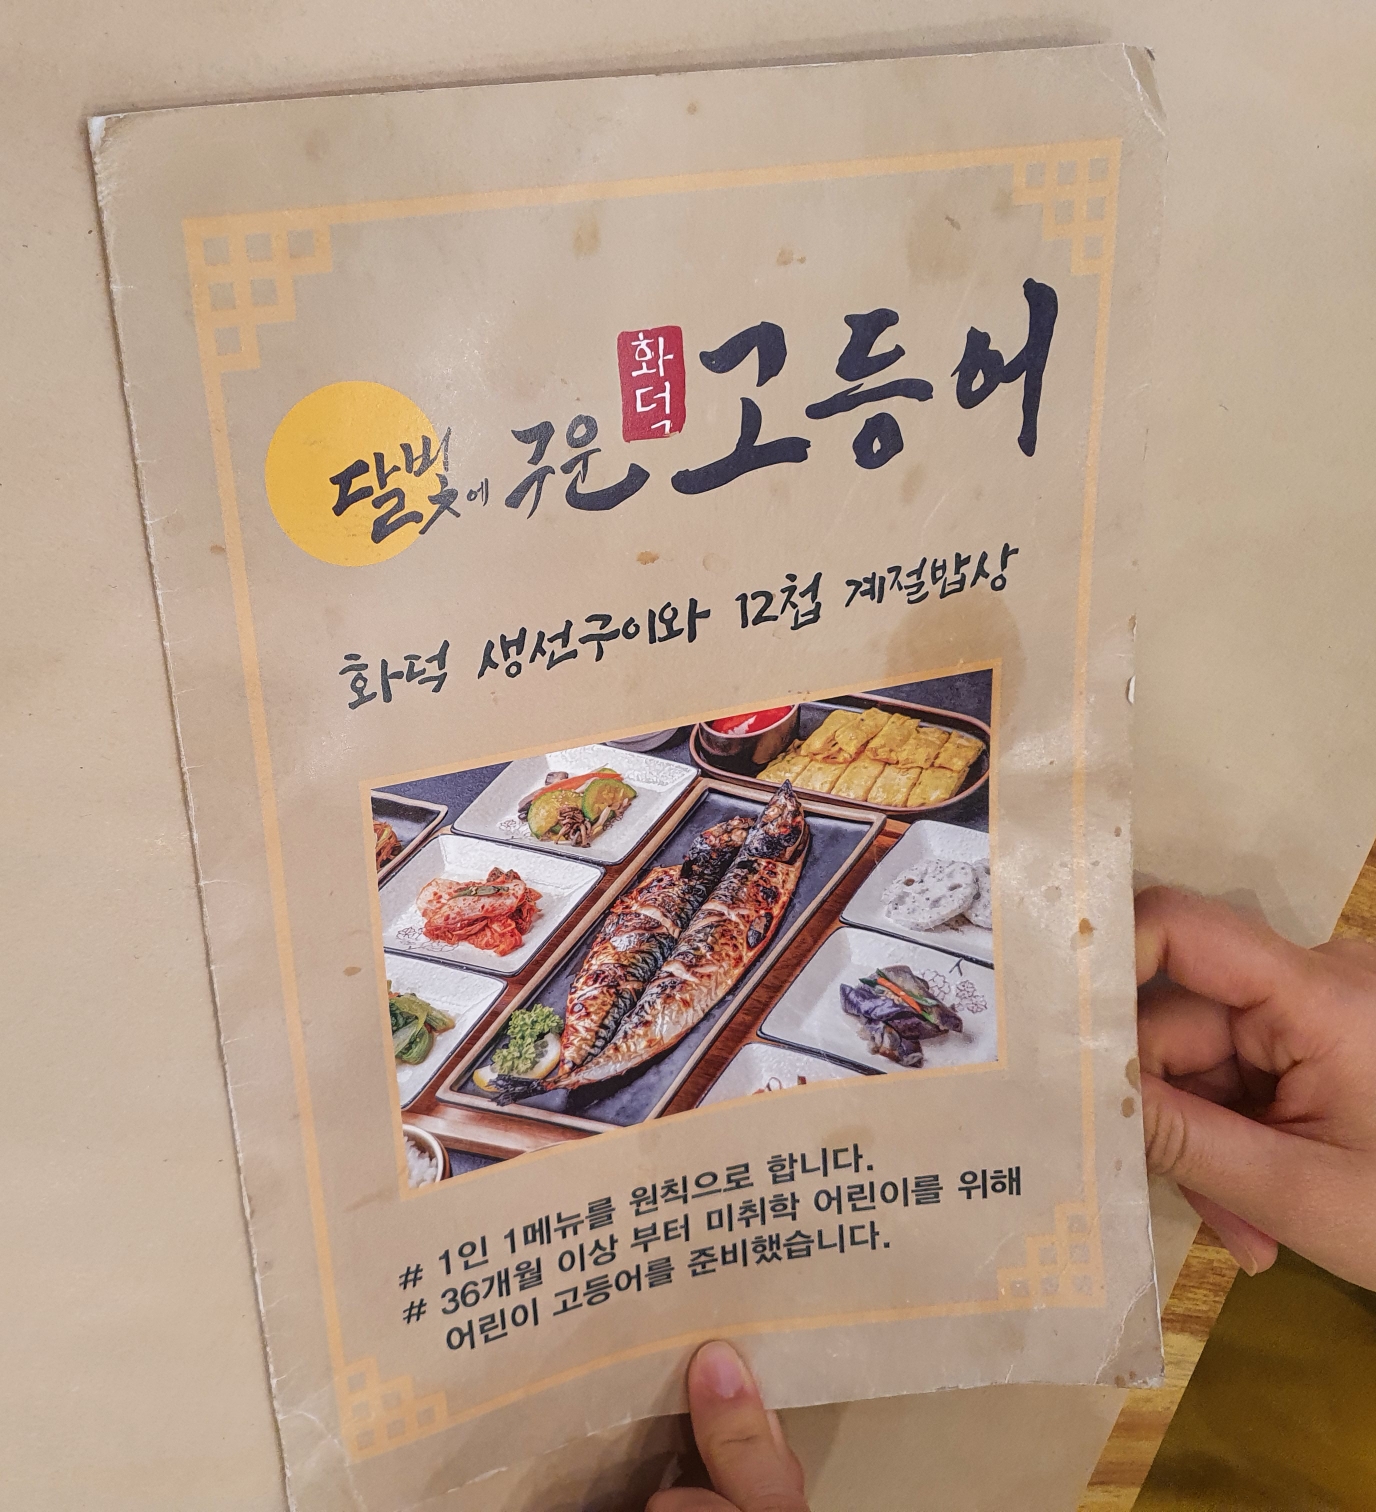 달빛에 구운 화덕 고등어
화덕 생선구이와 12첩 계절밥상
# 1인 1메뉴를 원칙으로 합니다.
# 36개월 이상 부터 미취학 어린이를 위해
어린이 고등어를 준비했습니다.